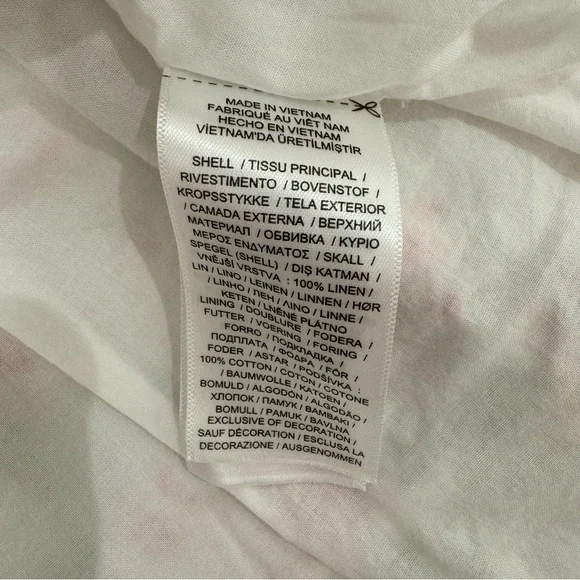 MADE IN VIETNAM
FABRIQUÉ AU VIÊT NAM
HECHO EN VIETNAM
VİETNAM'DA ÜRETİLMİŞTİR
SHELL / TISSU PRINCIPAL /
RIVESTIMENTO / BOVENSTOF /
KROPSSTYKKE / TELA EXTERIOR
/ CAMADA EXTERNA / ВЕРХНИЙ
МАТЕРИАЛ / ОБВИВКА / ΚΥΡΙΟ
ΜΕΡΟΣ ΕΝΔΥΜΑΤΟΣ / SKALL /
SPEGEL (SHELL) / DIŞ KATMAN /
VNĚJŠÍ VRSTVA : 100% LINEN /
LIN / LINO / LEINEN / LINNEN / HØR
/ LINHO / ЛЕН / ΛΙΝΟ / LINNE /
KETEN / LNĚNÉ PLÁTNO
LINING / DOUBLURE / FODERA /
FUTTER / VOERING / FORING /
FORRO / ПОДКЛАДКА /
ПОДПЛАТА / ΦΟΔΡΑ / FÓR /
FODER / ASTAR / PODŠÍVKA :
100% COTTON / COTON / COTONE
/ BAUMWOLLE / KATOEN /
BOMULD / ALGODÓN / ALGODÃO /
ХЛОПОК / ПАМУК / ΒΑΜΒΑΚΙ /
BOMULL / PAMUK / BAVLNA
EXCLUSIVE OF DECORATION /
SAUF DÉCORATION / ESCLUSA LA
DECORAZIONE / AUSGENOMMEN